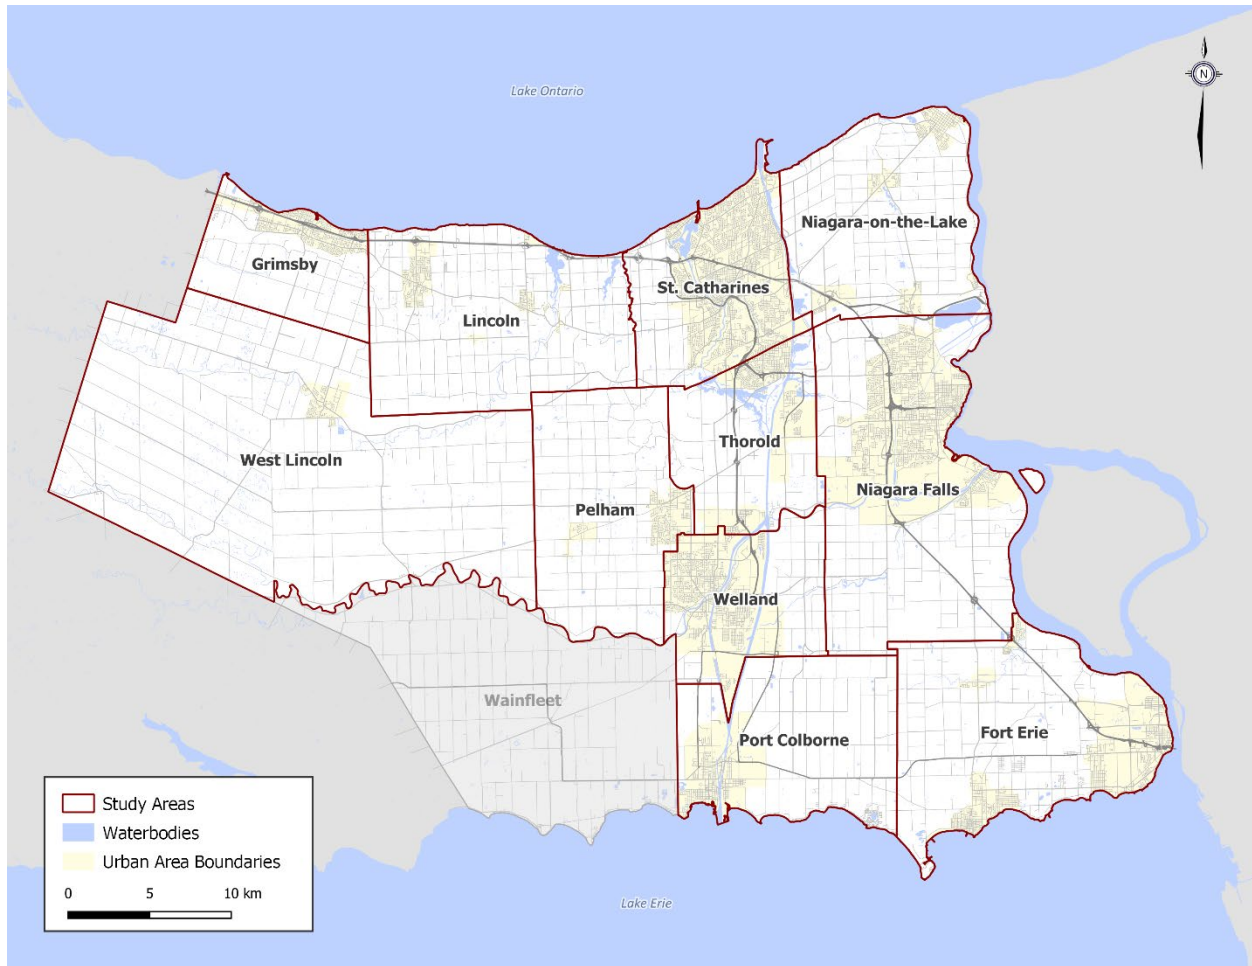 Lake Ontario
N
Niagara-on-the-Lake
Grimsby
St. Catharines
Lincoln
Thorold
West Lincoln
Niagara Falls
Pelham
Welland
Wainfleet
Port Colborne
Fort Erie
Study Areas
Waterbodies
Urban Area Boundaries
0 5 10 km
Lake Erie